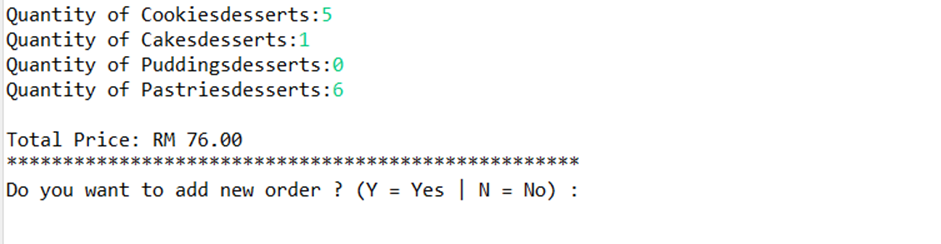 Quantity of Cookiesdesserts:5
Quantity of Cakesdesserts:1
Quantity of Puddingsdesserts:0
Quantity of Pastriesdesserts:6
Total Price: RM 76.00
***************************************************
Do you want to add new order ? (Y = Yes | N = No) :